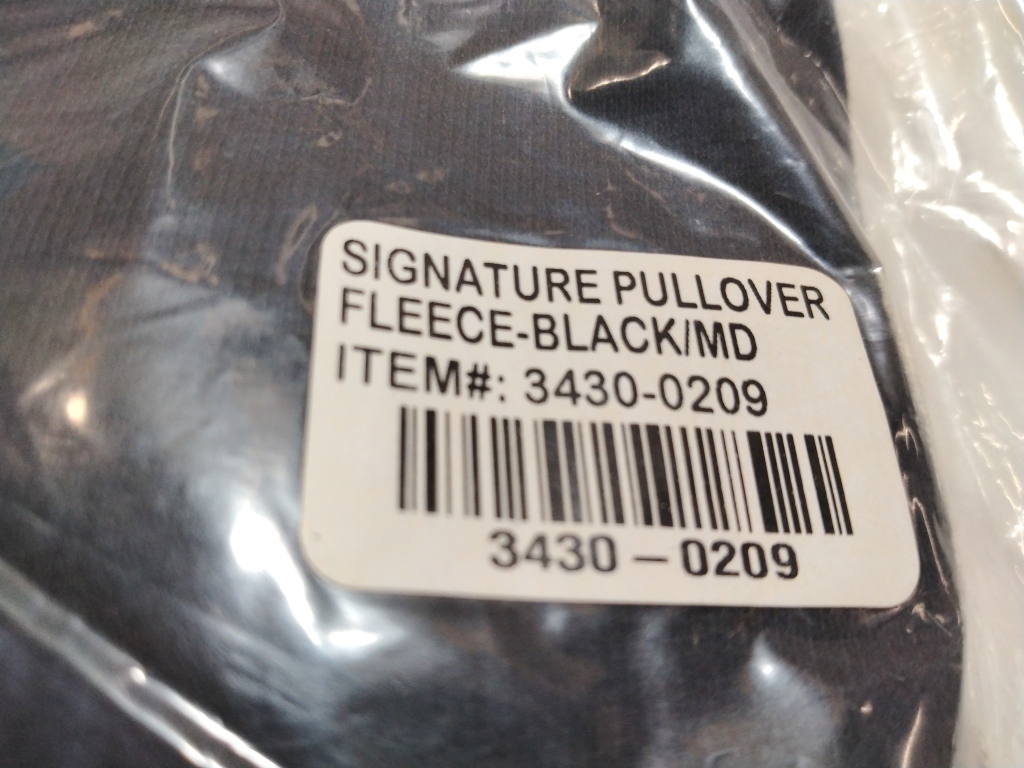 SIGNATURE PULLOVER
FLEECE-BLACK/MD
ITEM#: 3430-0209
3430 – 0209